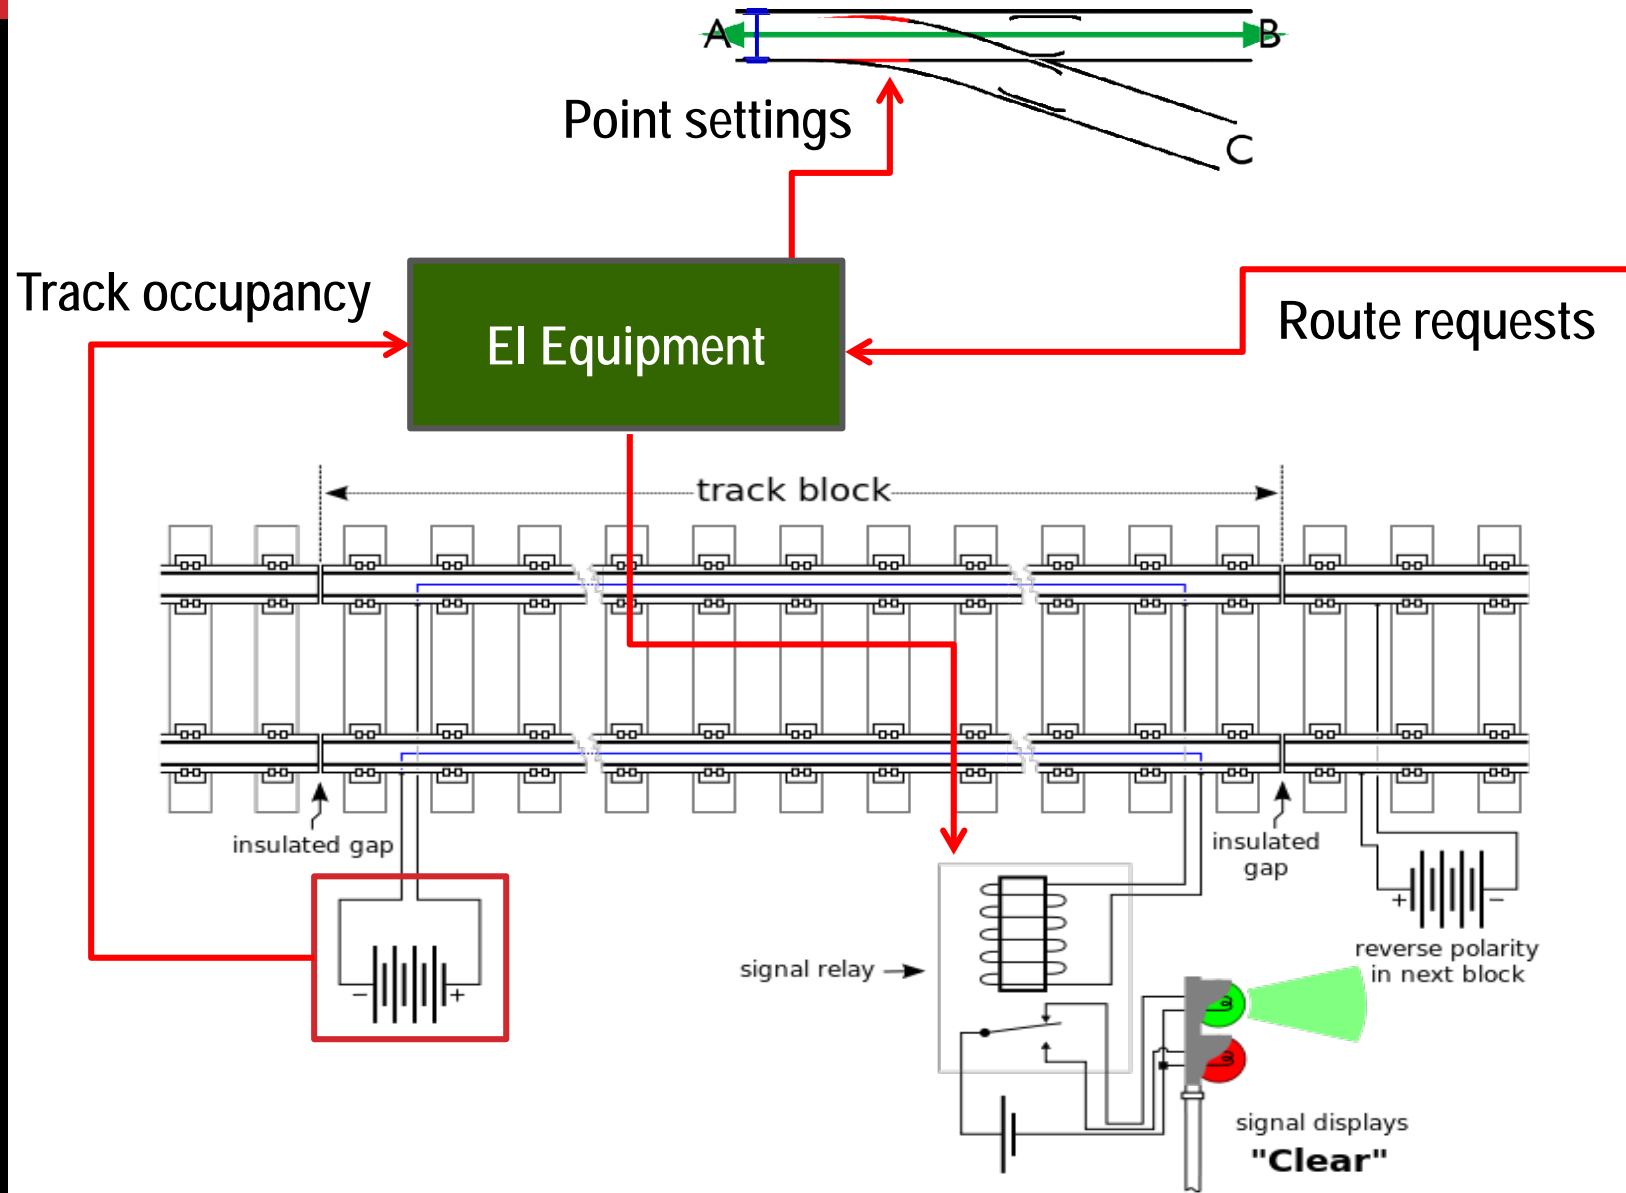 A
B
Point settings
C
Track occupancy
EI Equipment
Route requests
track block
insulated gap
insulated
gap
+
−
reverse polarity
in next block
signal relay
−
+
signal displays
"Clear"